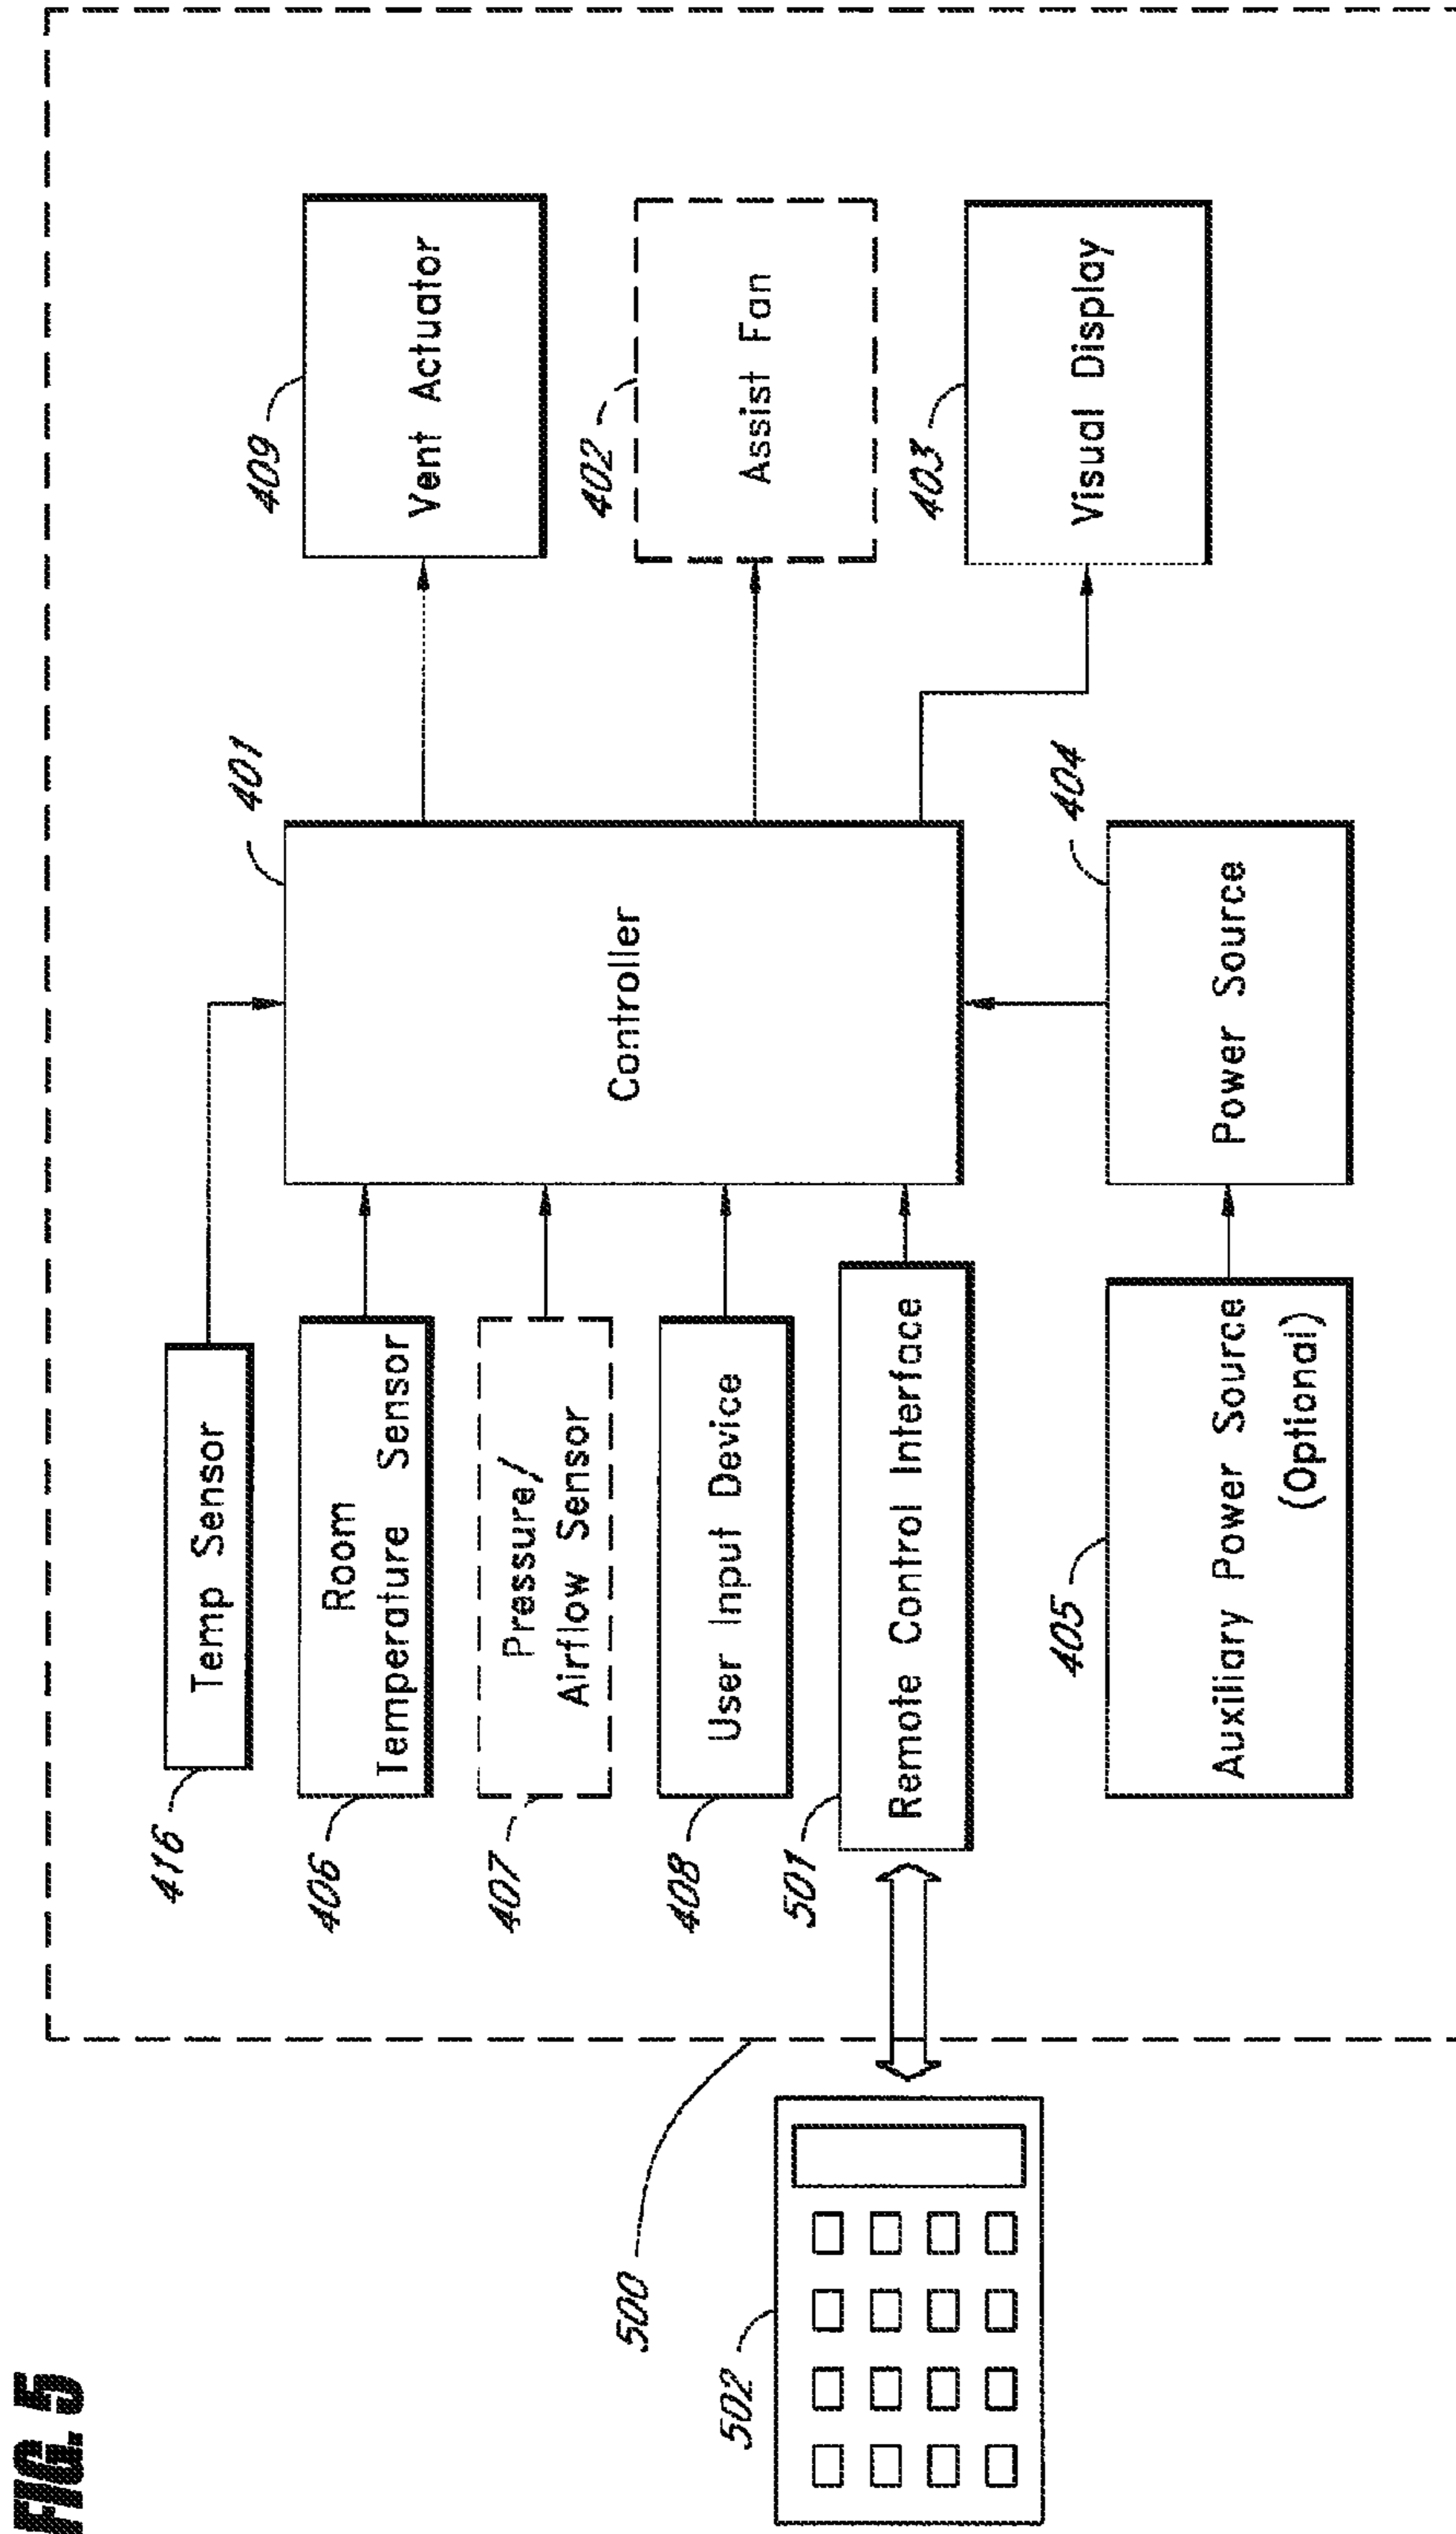 FIG. 5
416
Temp Sensor
406
Room
Temperature Sensor
407
Pressure/
Airflow Sensor
408
User Input Device
501
Remote Control Interface
405
Auxiliary Power Source
(Optional)
401
Controller
404
Power Source
409
Vent Actuator
402
Assist Fan
403
Visual Display
500
502